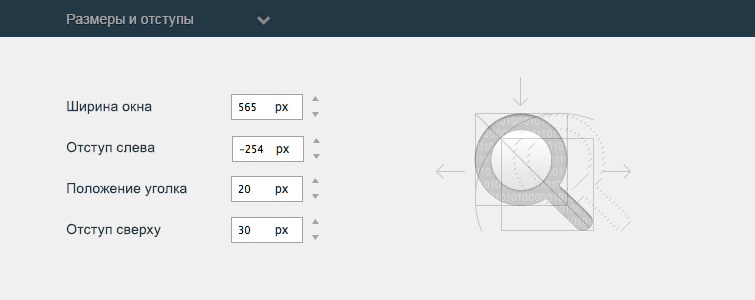 Размеры и отступы
Ширина окна 565 px
Отступ слева -254 px
Положение уголка 20 px
Отступ сверху 30 px